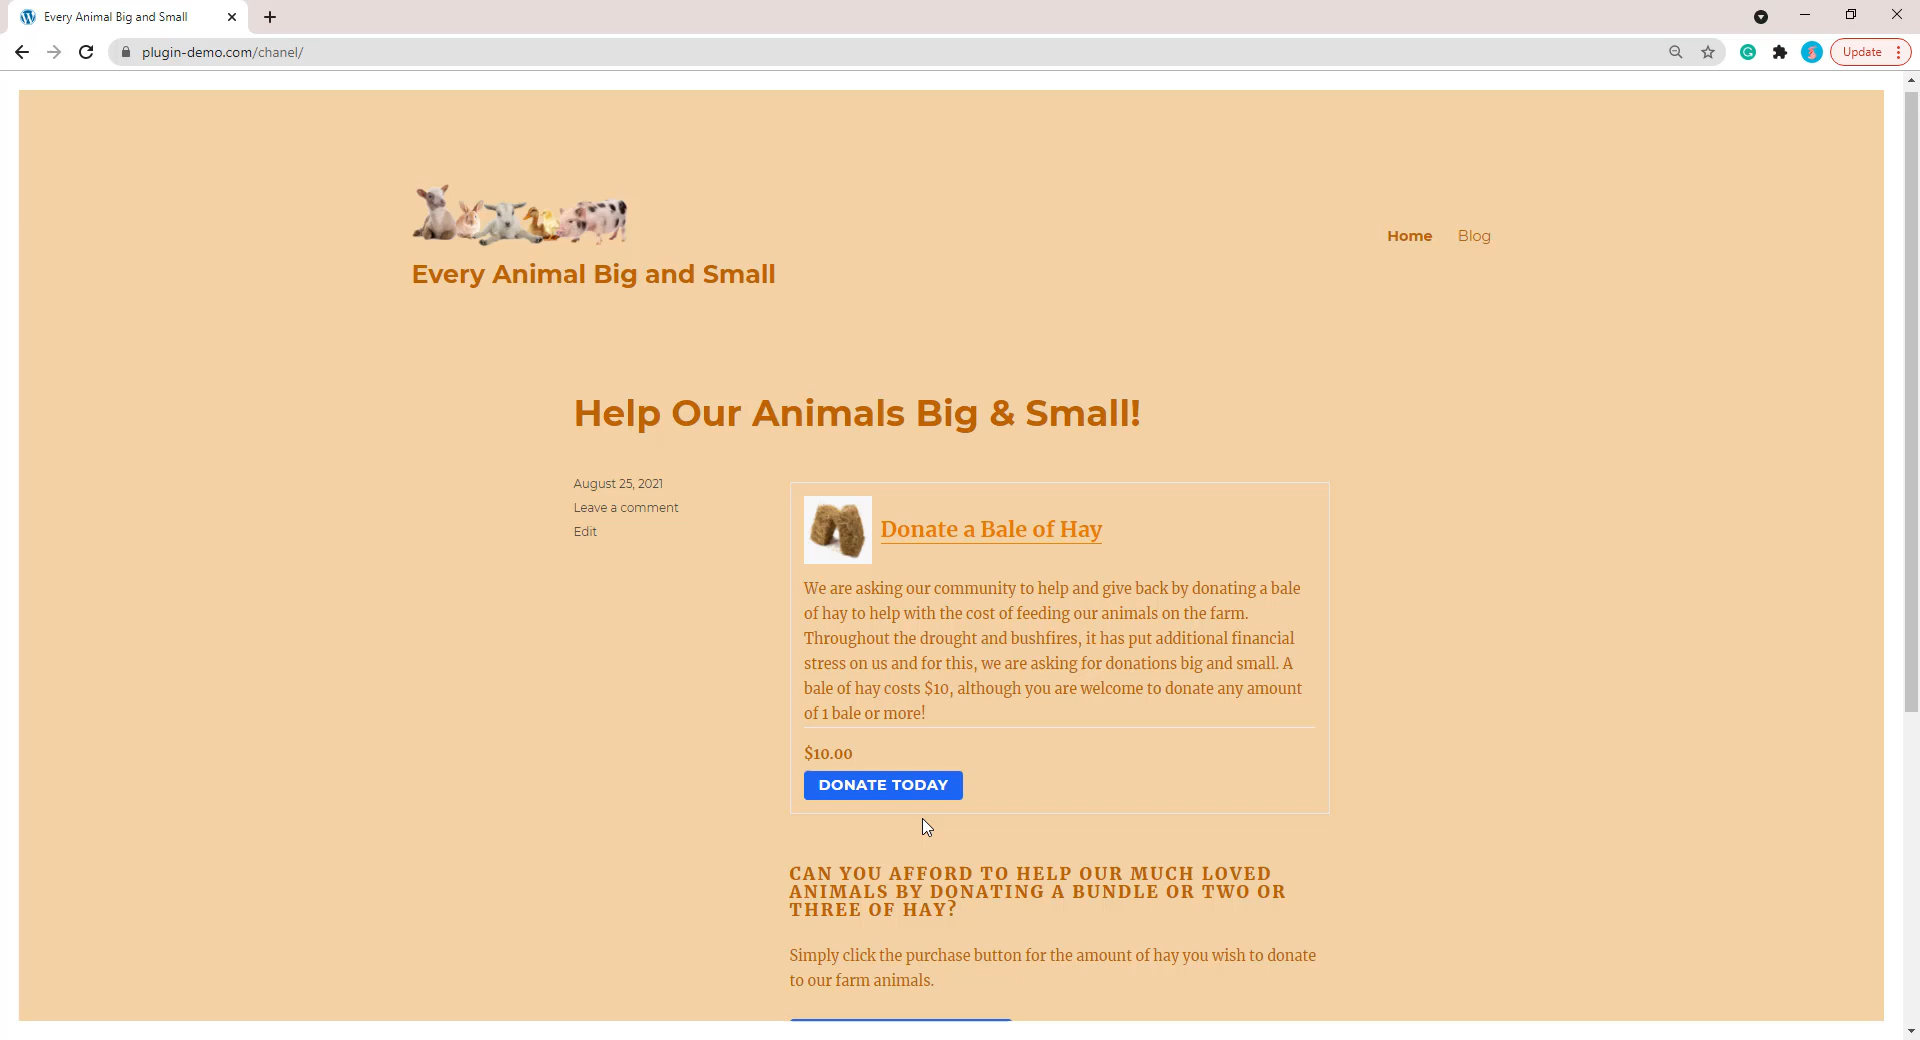 Every Animal Big and Small
plugin-demo.com/chanel/
Update
Home
Blog
Every Animal Big and Small
Help Our Animals Big & Small!
August 25, 2021
Leave a comment
Edit
Donate a Bale of Hay
We are asking our community to help and give back by donating a bale
of hay to help with the cost of feeding our animals on the farm.
Throughout the drought and bushfires, it has put additional financial
stress on us and for this, we are asking for donations big and small. A
bale of hay costs $10, although you are welcome to donate any amount
of 1 bale or more!
$10.00
DONATE TODAY
CAN YOU AFFORD TO HELP OUR MUCH LOVED
ANIMALS BY DONATING A BUNDLE OR TWO OR
THREE OF HAY?
Simply click the purchase button for the amount of hay you wish to donate
to our farm animals.